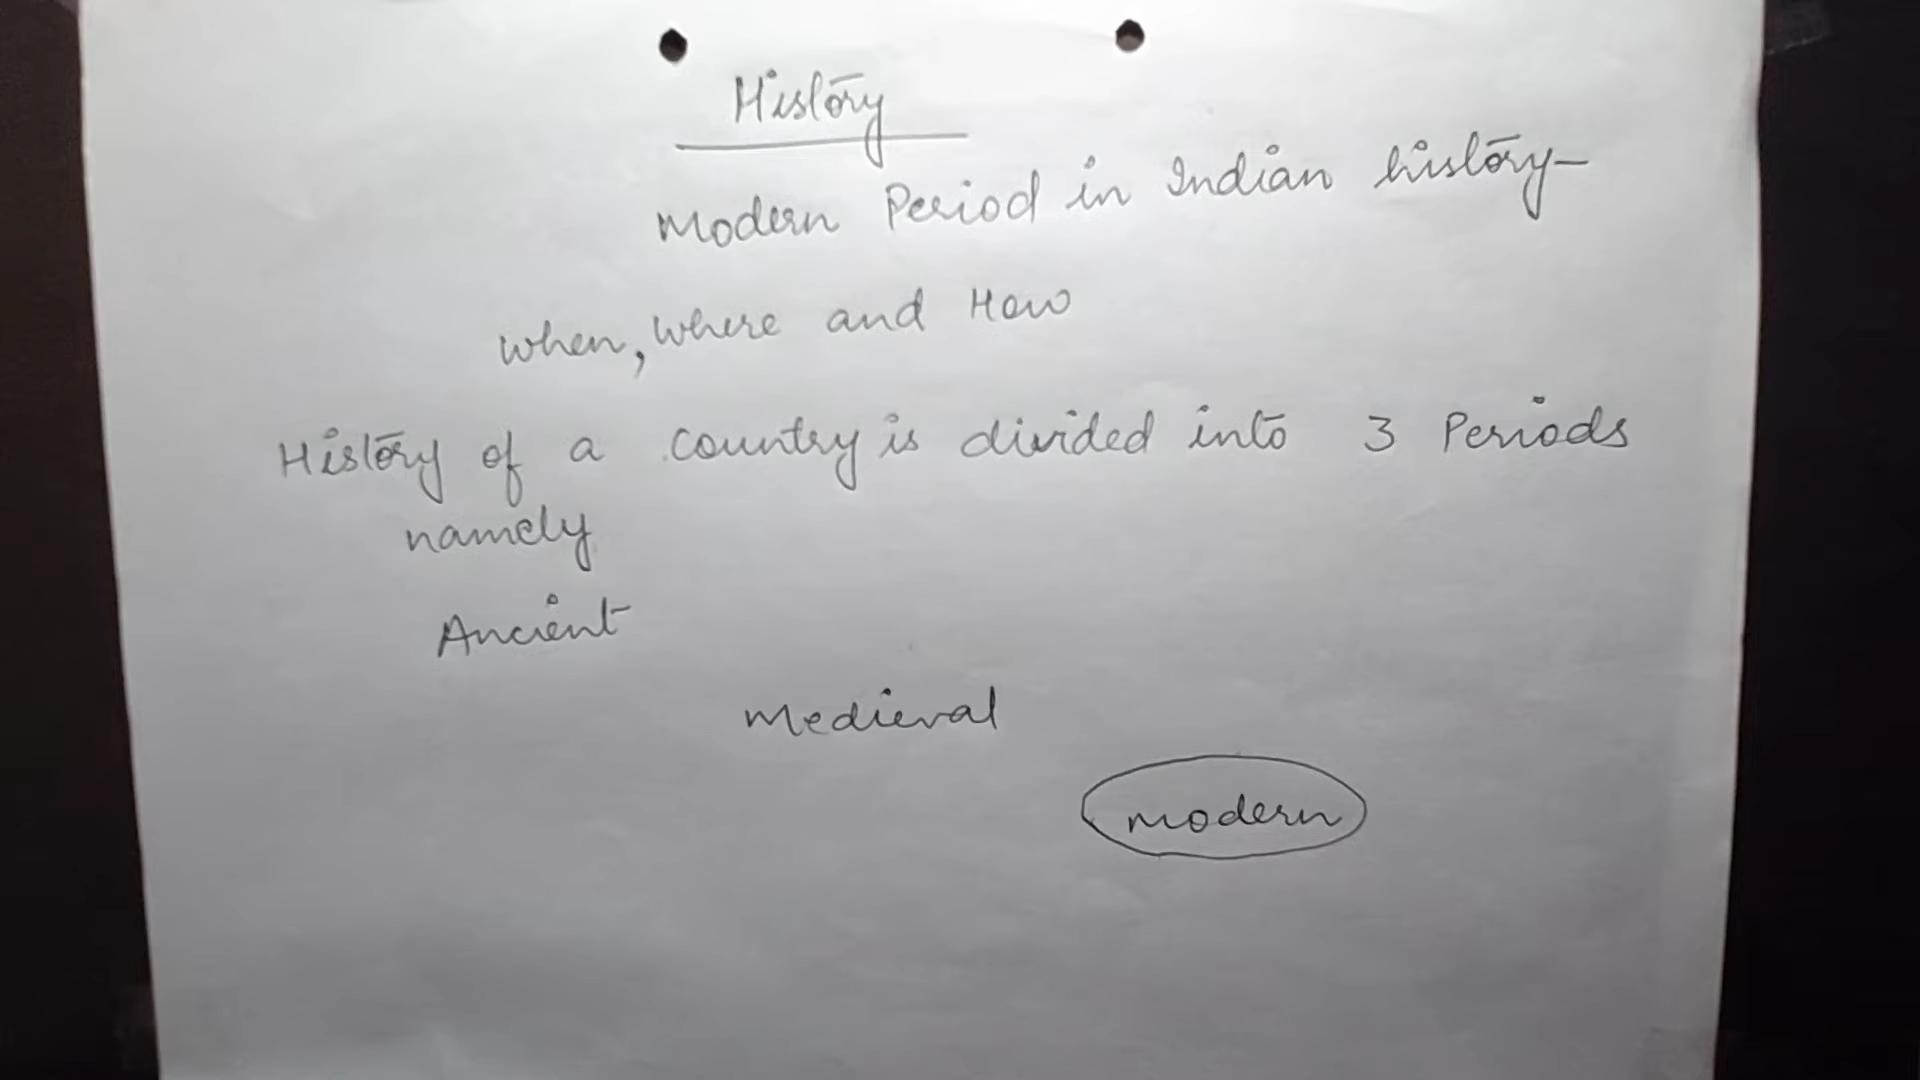 History
Modern Period in Indian history-
when, where and How
History of a country is divided into 3 Periods
namely
Ancient
Medieval
modern